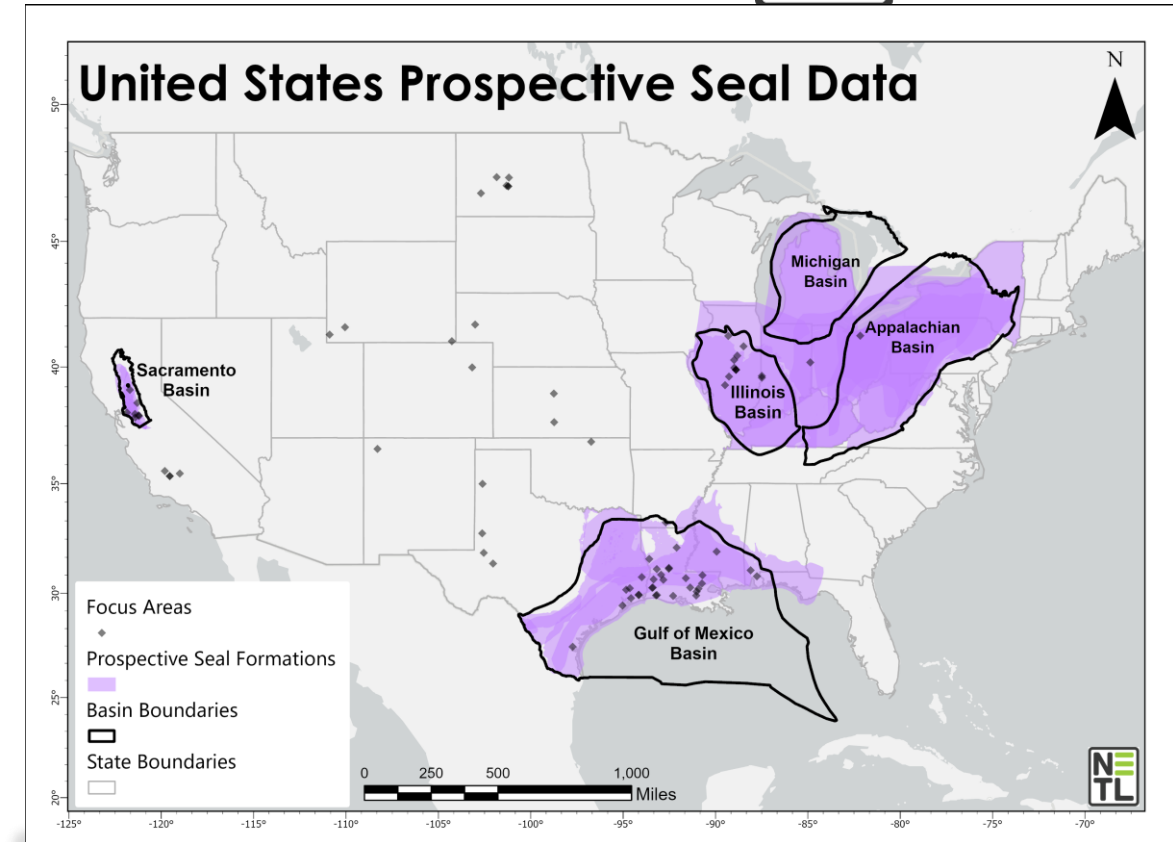 United States Prospective Seal Data
N
50°
45°
40°
35°
30°
25°
20°
Michigan
Basin
Appalachian
Basin
Sacramento
Basin
Illinois
Basin
Gulf of Mexico
Basin
Focus Areas
Prospective Seal Formations
Basin Boundaries
State Boundaries
0 250 500 1,000
Miles
NE
TL
-125° -120° -115° -110° -105° -100° -95° -90° -85° -80° -75° -70°